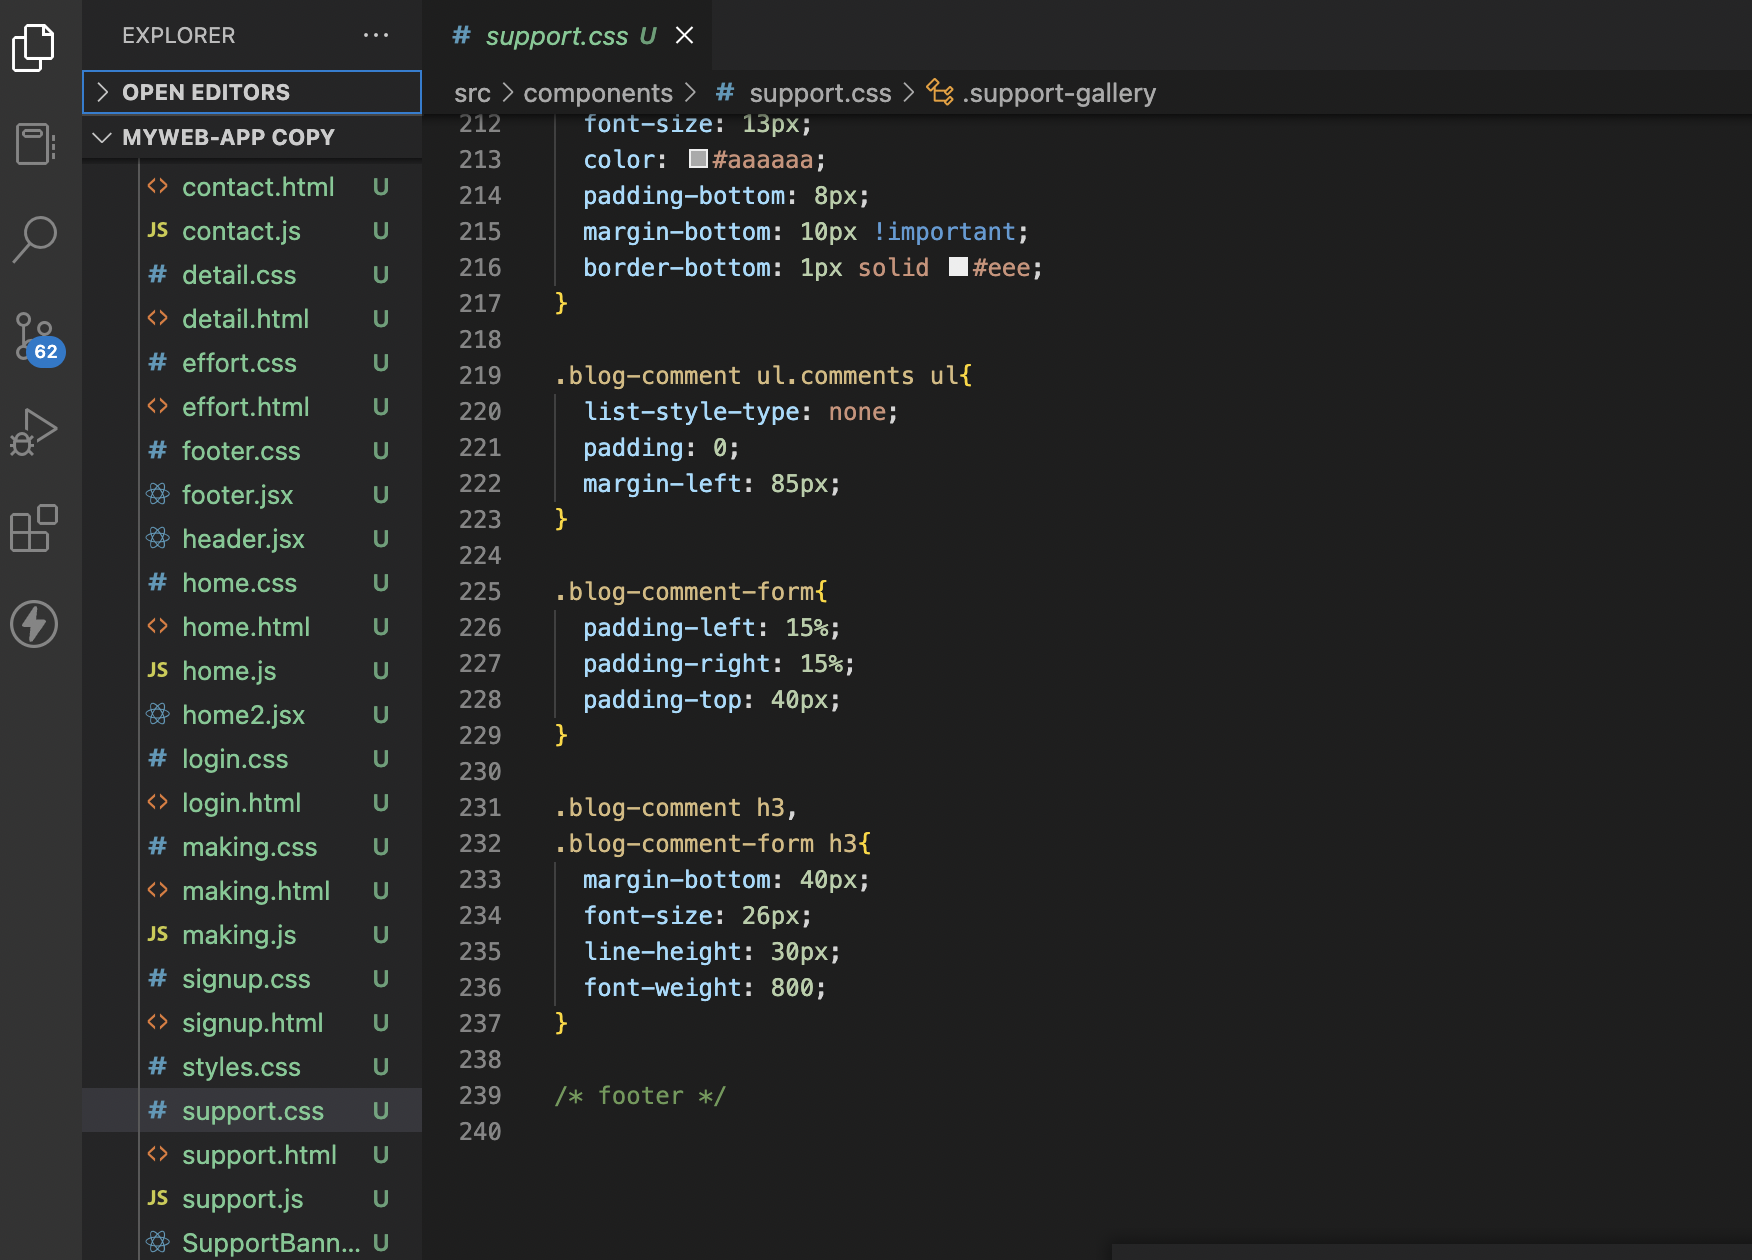 EXPLORER ···
OPEN EDITORS
MYWEB-APP COPY
contact.html U
JS contact.js U
# detail.css U
detail.html U
# effort.css U
effort.html U
# footer.css U
footer.jsx U
header.jsx U
# home.css U
home.html U
JS home.js U
home2.jsx U
# login.css U
login.html U
# making.css U
making.html U
JS making.js U
# signup.css U
signup.html U
# styles.css U
# support.css U
support.html U
JS support.js U
SupportBann... U
62
# support.css U
src > components > # support.css > .support-gallery
212 font-size: 13px;
213 color: #aaaaaa;
214 padding-bottom: 8px;
215 margin-bottom: 10px !important;
216 border-bottom: 1px solid #eee;
217 }
218
219 .blog-comment ul.comments ul{
220 list-style-type: none;
221 padding: 0;
222 margin-left: 85px;
223 }
224
225 .blog-comment-form{
226 padding-left: 15%;
227 padding-right: 15%;
228 padding-top: 40px;
229 }
230
231 .blog-comment h3,
232 .blog-comment-form h3{
233 margin-bottom: 40px;
234 font-size: 26px;
235 line-height: 30px;
236 font-weight: 800;
237 }
238
239 /* footer */
240